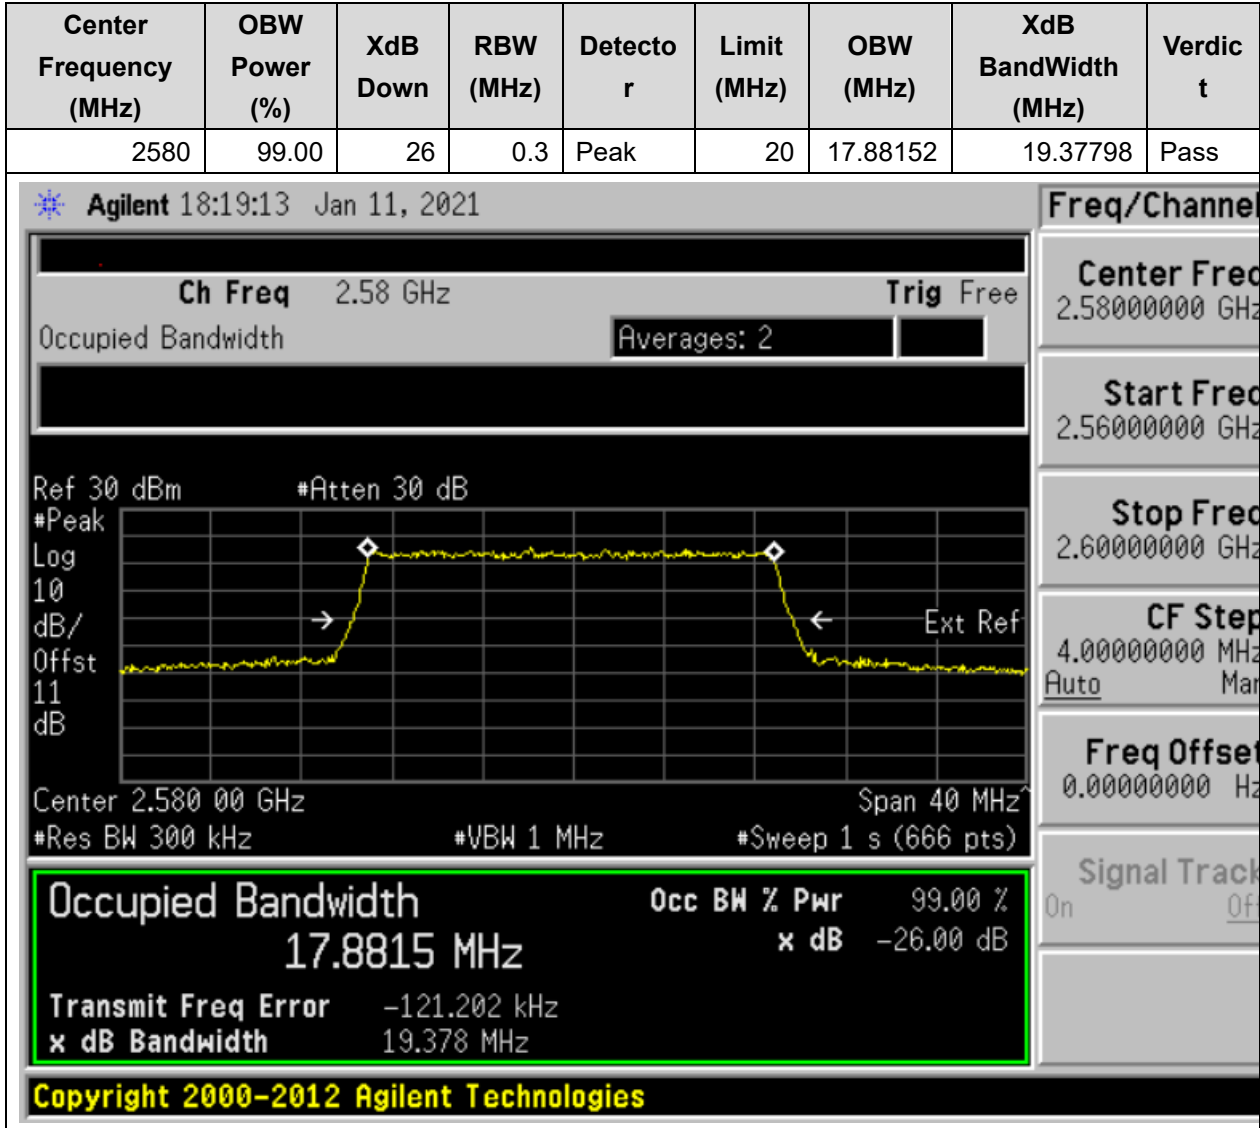 Center Frequency (MHz) OBW Power (%) XdB Down RBW (MHz) Detector Limit (MHz) OBW (MHz) XdB BandWidth (MHz) Verdict
2580 99.00 26 0.3 Peak 20 17.88152 19.37798 Pass
Agilent 18:19:13 Jan 11, 2021
Freq/Channel
Ch Freq 2.58 GHz Trig Free
Occupied Bandwidth Averages: 2
Center Freq
2.58000000 GHz
Start Freq
2.56000000 GHz
Stop Freq
2.60000000 GHz
CF Step
4.00000000 MHz
Auto Man
Freq Offset
0.00000000 Hz
Signal Track
On Off
Ref 30 dBm #Atten 30 dB
#Peak
Log
10
dB/
Offst
11
dB
Ext Ref
Center 2.580 00 GHz Span 40 MHz^
#Res BW 300 kHz #VBW 1 MHz #Sweep 1 s (666 pts)
Occupied Bandwidth Occ BW % Pwr 99.00 %
17.8815 MHz x dB -26.00 dB
Transmit Freq Error -121.202 kHz
x dB Bandwidth 19.378 MHz
Copyright 2000-2012 Agilent Technologies